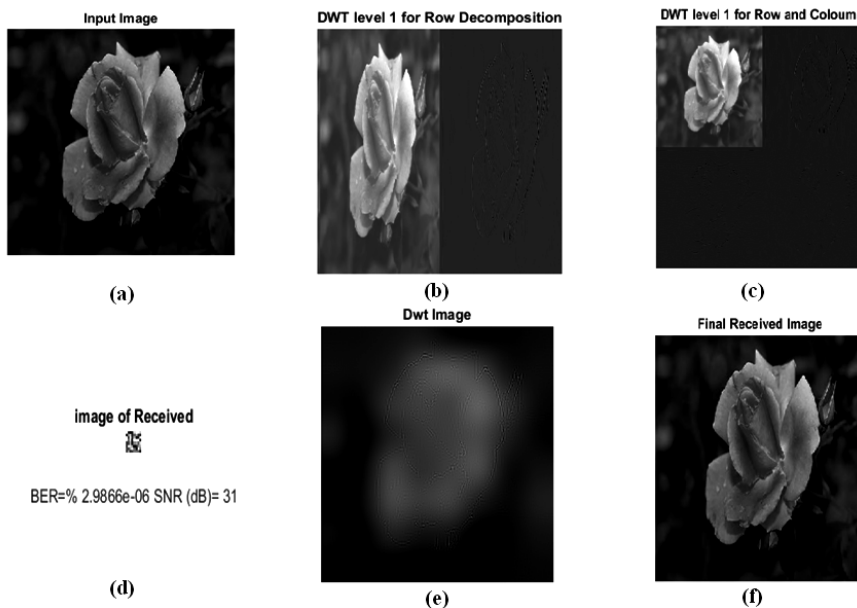 Input Image
DWT level 1 for Row Decomposition
DWT level 1 for Row and Coloum
(a)
(b)
(c)
image of Received
BER=% 2.9866e-06 SNR (dB)= 31
Dwt Image
Final Received Image
(d)
(e)
(f)